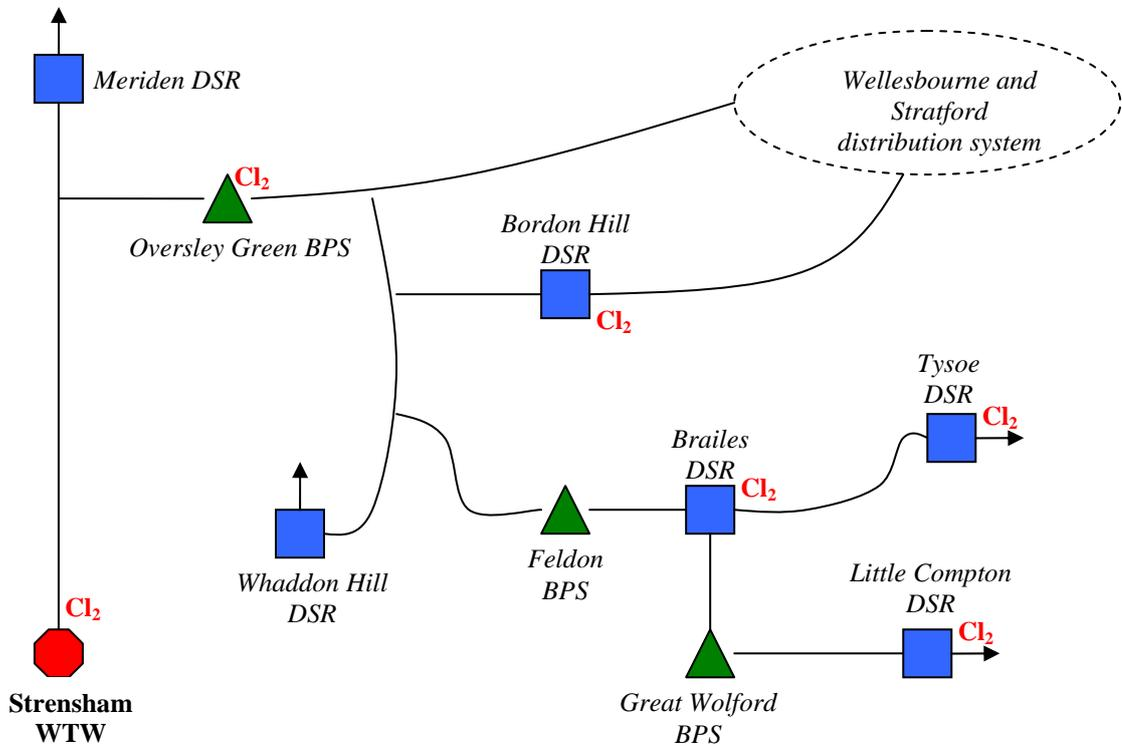 Meriden DSR
Wellesbourne and
Stratford
distribution system
Cl₂
Oversley Green BPS
Bordon Hill
DSR
Cl₂
Tysoe
DSR
Cl₂
Brailes
DSR
Cl₂
Feldon
BPS
Whaddon Hill
DSR
Little Compton
DSR
Cl₂
Cl₂
Strensham
WTW
Great Wolford
BPS